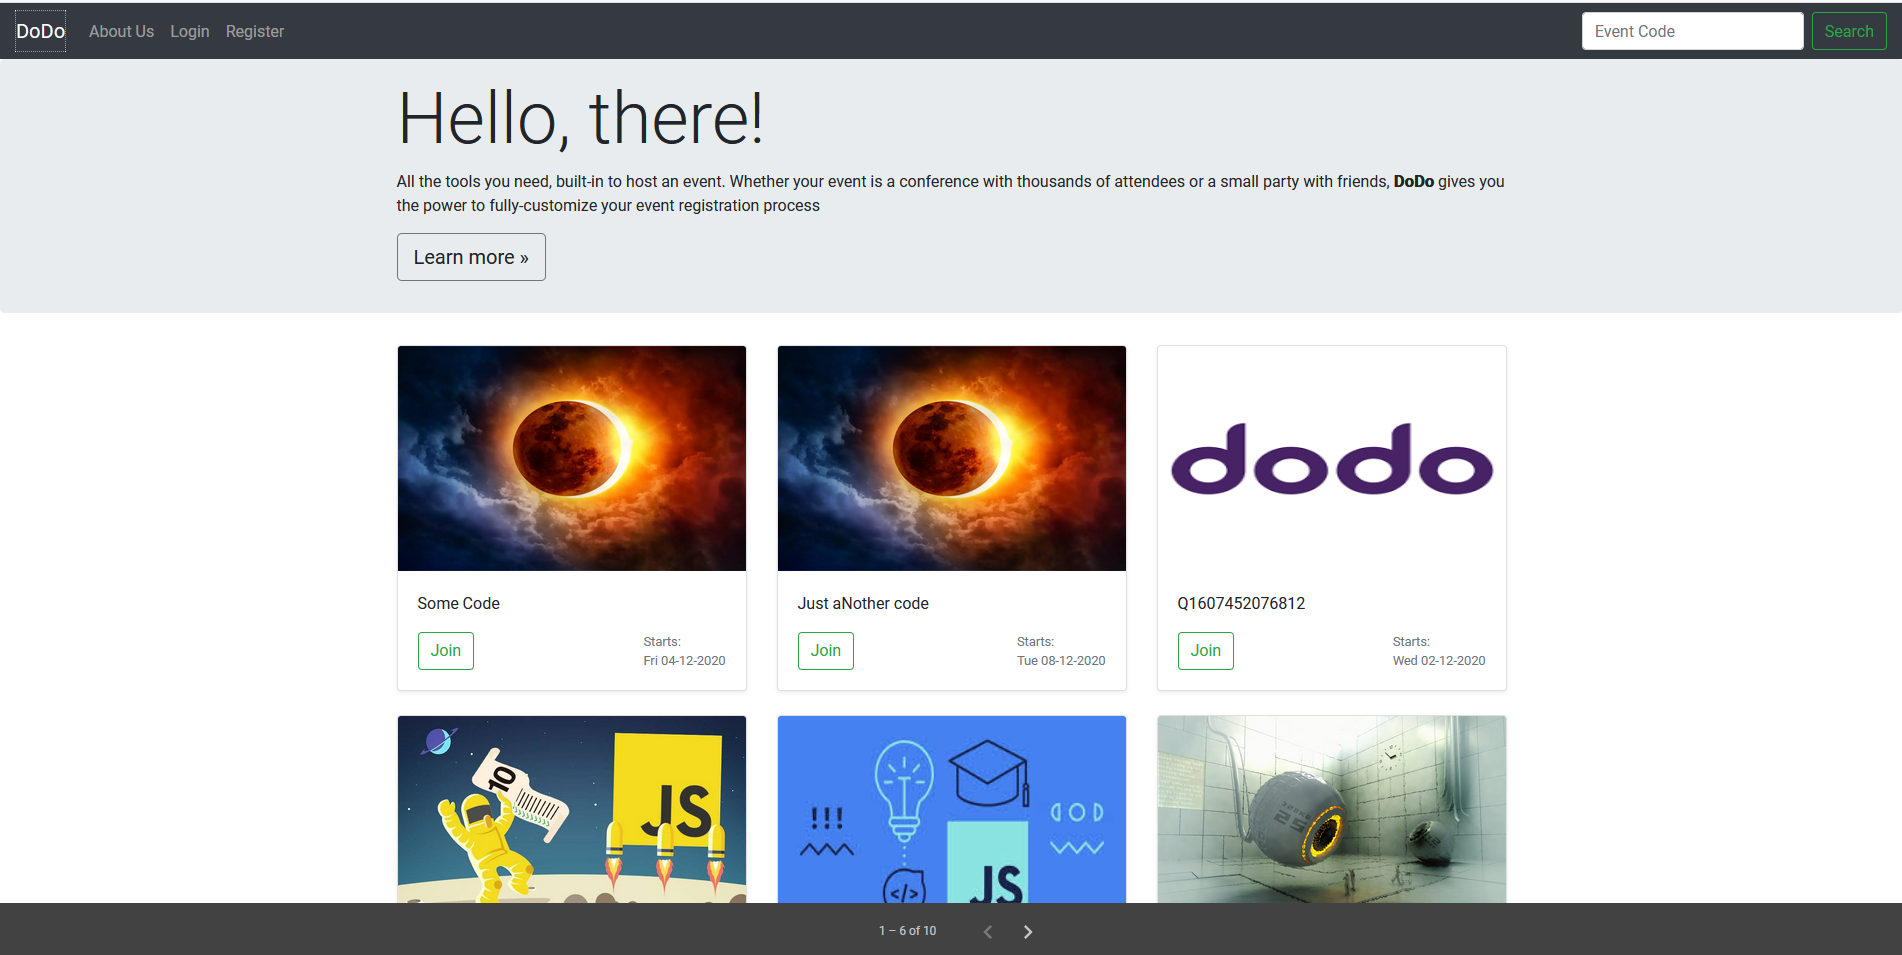 DoDo About Us Login Register Event Code Search
Hello, there!
All the tools you need, built-in to host an event. Whether your event is a conference with thousands of attendees or a small party with friends, DoDo gives you
the power to fully-customize your event registration process
Learn more »
dodo
Some Code
Join
Starts:
Fri 04-12-2020
Just aNother code
Join
Starts:
Tue 08-12-2020
Q1607452076812
Join
Starts:
Wed 02-12-2020
10
JS
!!!
</>
JS
25
1 – 6 of 10